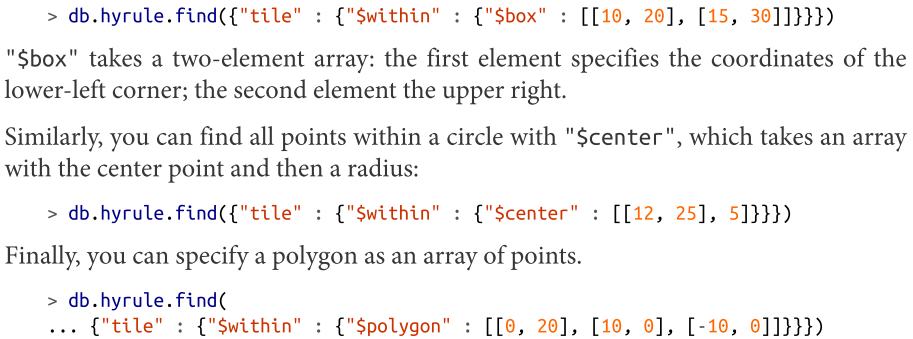 > db.hyrule.find({"tile" : {"$within" : {"$box" : [[10, 20], [15, 30]]}}})
"$box" takes a two-element array: the first element specifies the coordinates of the
lower-left corner; the second element the upper right.
Similarly, you can find all points within a circle with "$center", which takes an array
with the center point and then a radius:
> db.hyrule.find({"tile" : {"$within" : {"$center" : [[12, 25], 5]}}})
Finally, you can specify a polygon as an array of points.
> db.hyrule.find(
... {"tile" : {"$within" : {"$polygon" : [[0, 20], [10, 0], [-10, 0]]}}})